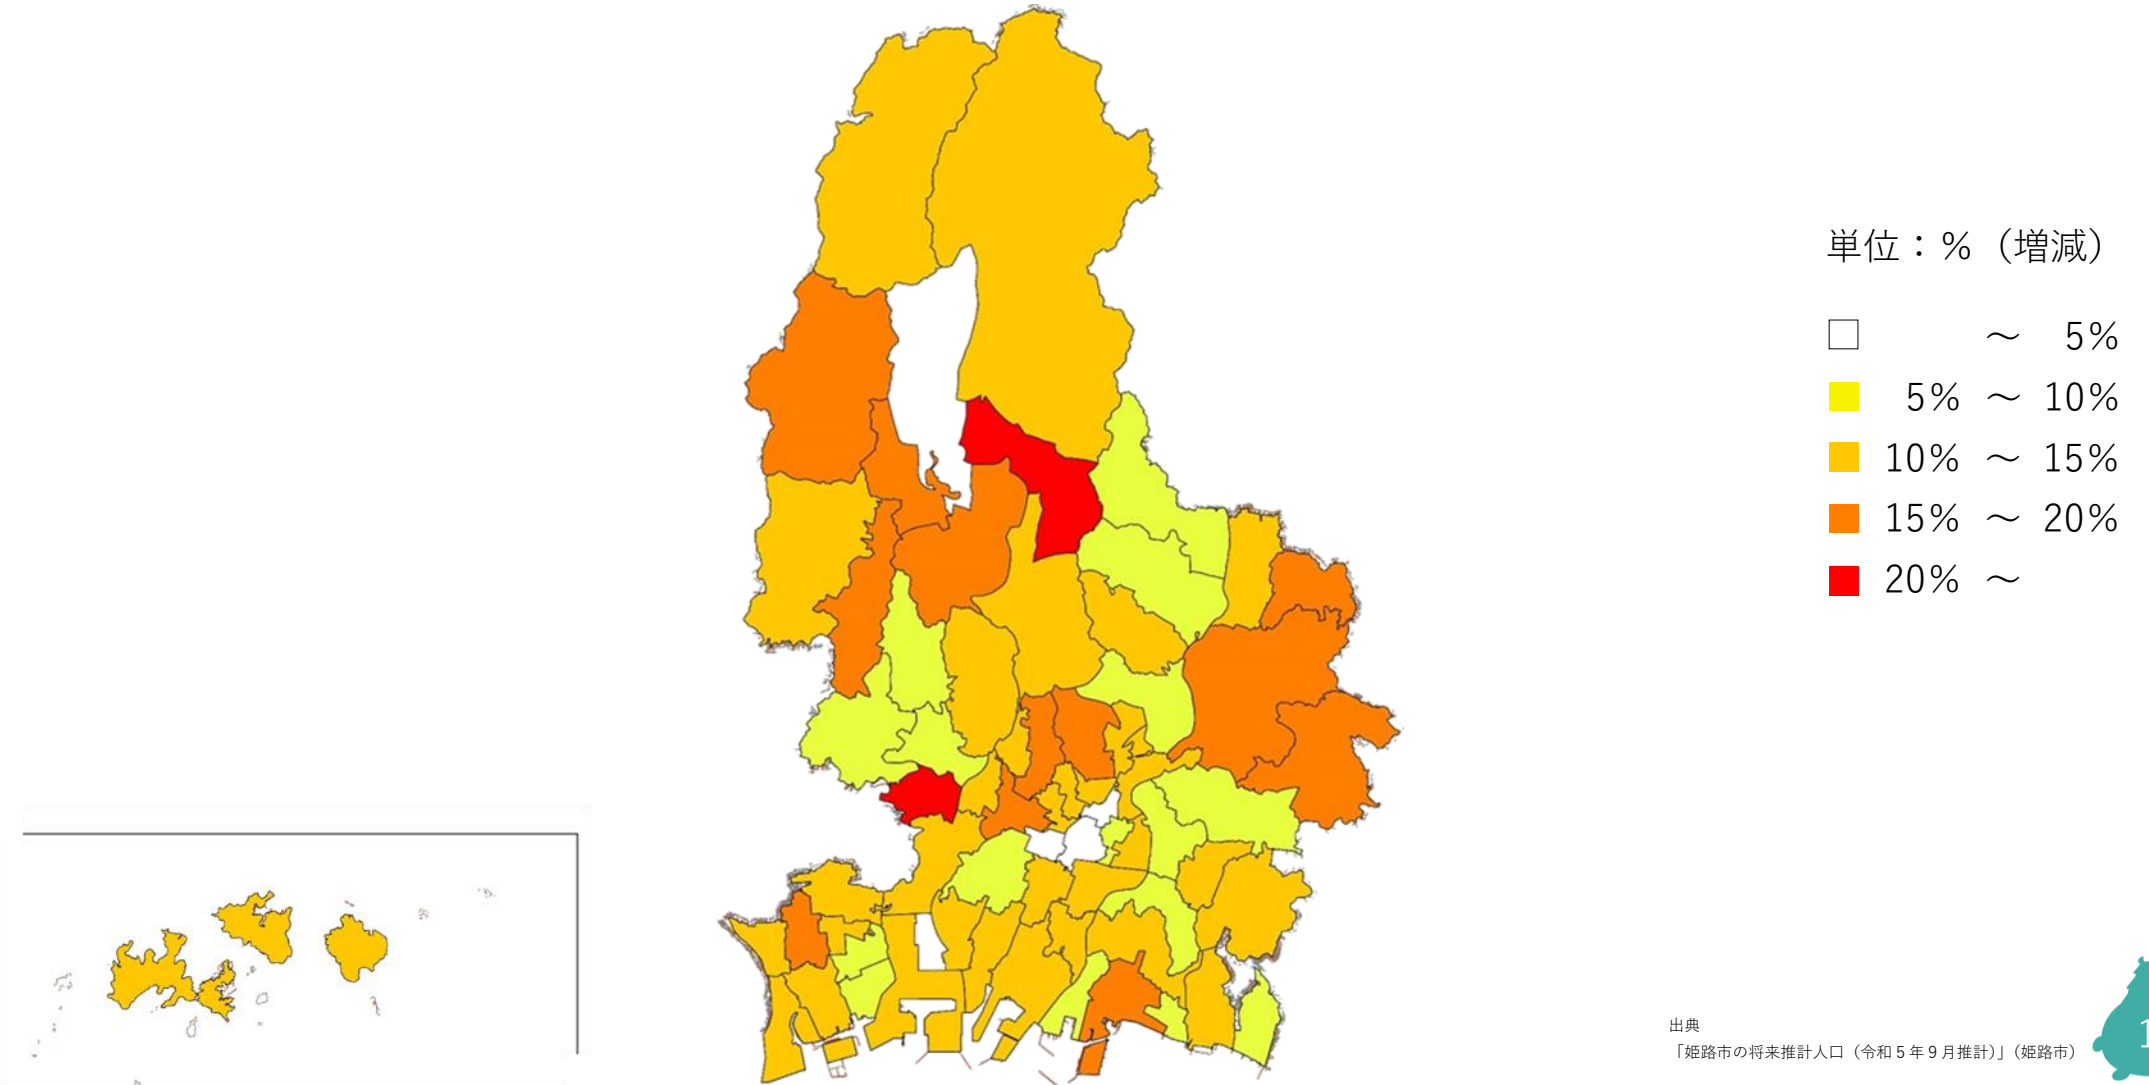 単位：％（増減）
～ 5%
5% ～ 10%
10% ～ 15%
15% ～ 20%
20% ～
出典
「姫路市の将来推計人口（令和５年９月推計）」（姫路市）